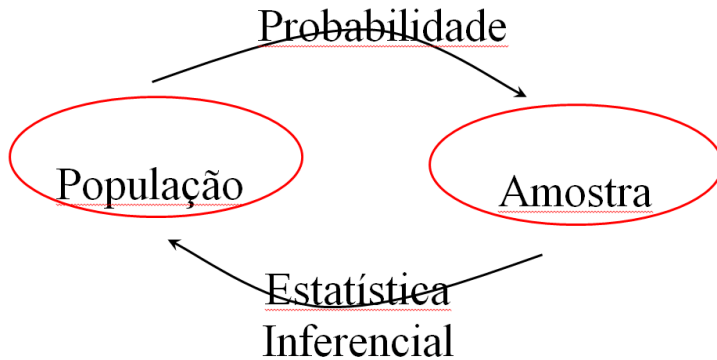 Probabilidade
População
Amostra
Estatística
Inferencial